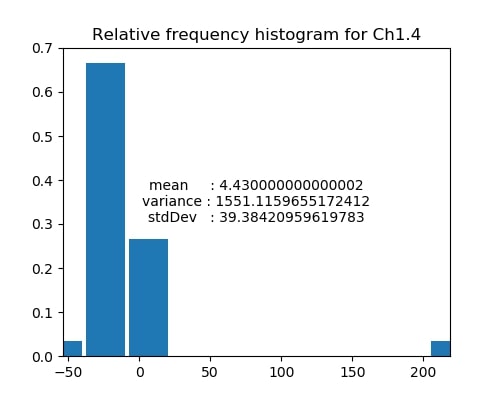 Relative frequency histogram for Ch1.4
0.7
0.6
0.5
0.4
0.3
0.2
0.1
0.0
mean : 4.430000000000002
variance : 1551.1159655172412
stdDev : 39.38420959619783
−50 0 50 100 150 200